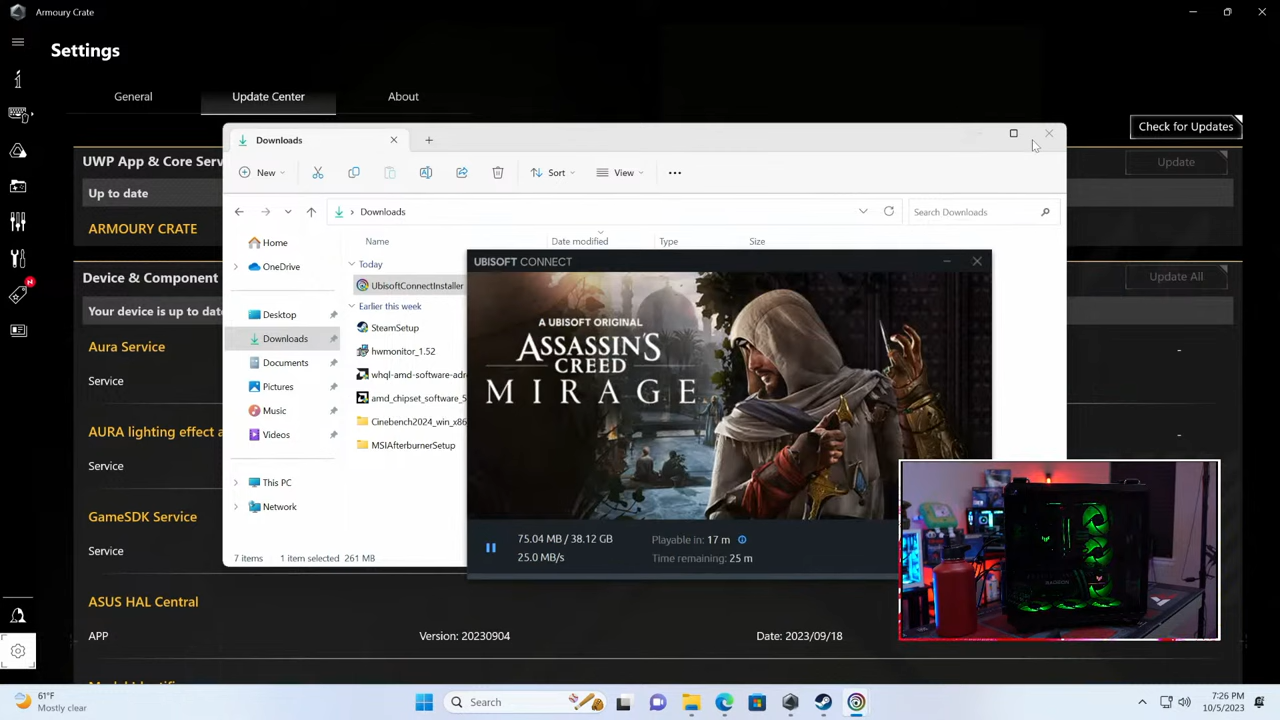 Armoury Crate
Settings
General
Update Center
About
Check for Updates
UWP App & Core Serv
Update
Up to date
ARMOURY CRATE
Device & Component
Update All
Your device is up to date
Aura Service
-
Service
AURA lighting effect a
-
Service
GameSDK Service
Service
ASUS HAL Central
APP
Version: 20230904
Date: 2023/09/18
Downloads
New
Sort
View
Downloads
Search Downloads
Name
Date modified
Type
Size
Home
OneDrive
Desktop
Downloads
Documents
Pictures
Music
Videos
This PC
Network
Today
UbisoftConnectInstaller
Earlier this week
SteamSetup
hwmonitor_1.52
whql-amd-software-adre
amd_chipset_software_5
Cinebench2024_win_x86
MSIAfterburnerSetup
7 items
1 item selected 261 MB
UBISOFT CONNECT
A UBISOFT ORIGINAL
ASSASSIN'S
CREED
MIRAGE
75.04 MB / 38.12 GB
Playable in: 17 m
25.0 MB/s
Time remaining: 25 m
RADEON
N
61°F
Mostly clear
Search
7:26 PM
10/5/2023